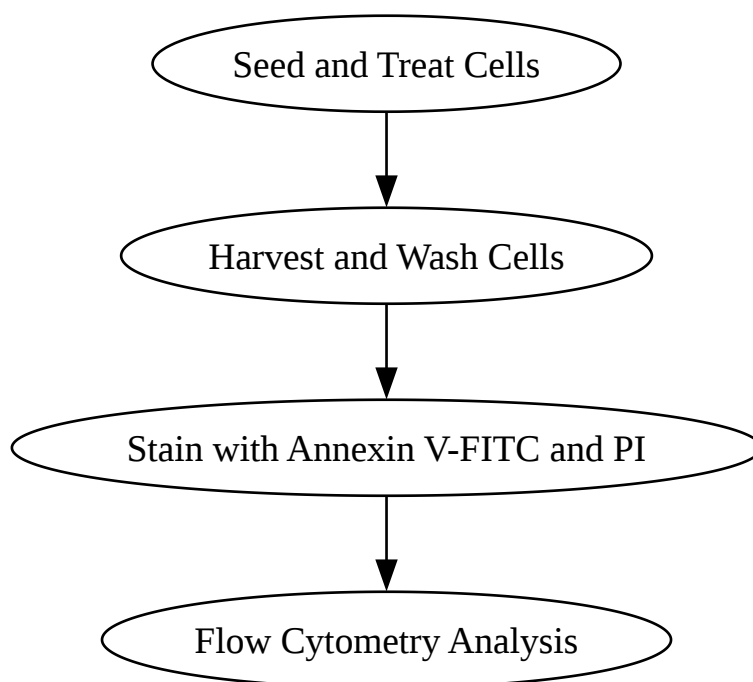 Seed and Treat Cells
Harvest and Wash Cells
Stain with Annexin V-FITC and PI
Flow Cytometry Analysis